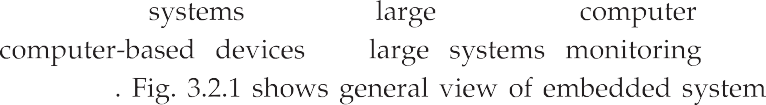 systems large computer
computer-based devices large systems monitoring
. Fig. 3.2.1 shows general view of embedded system